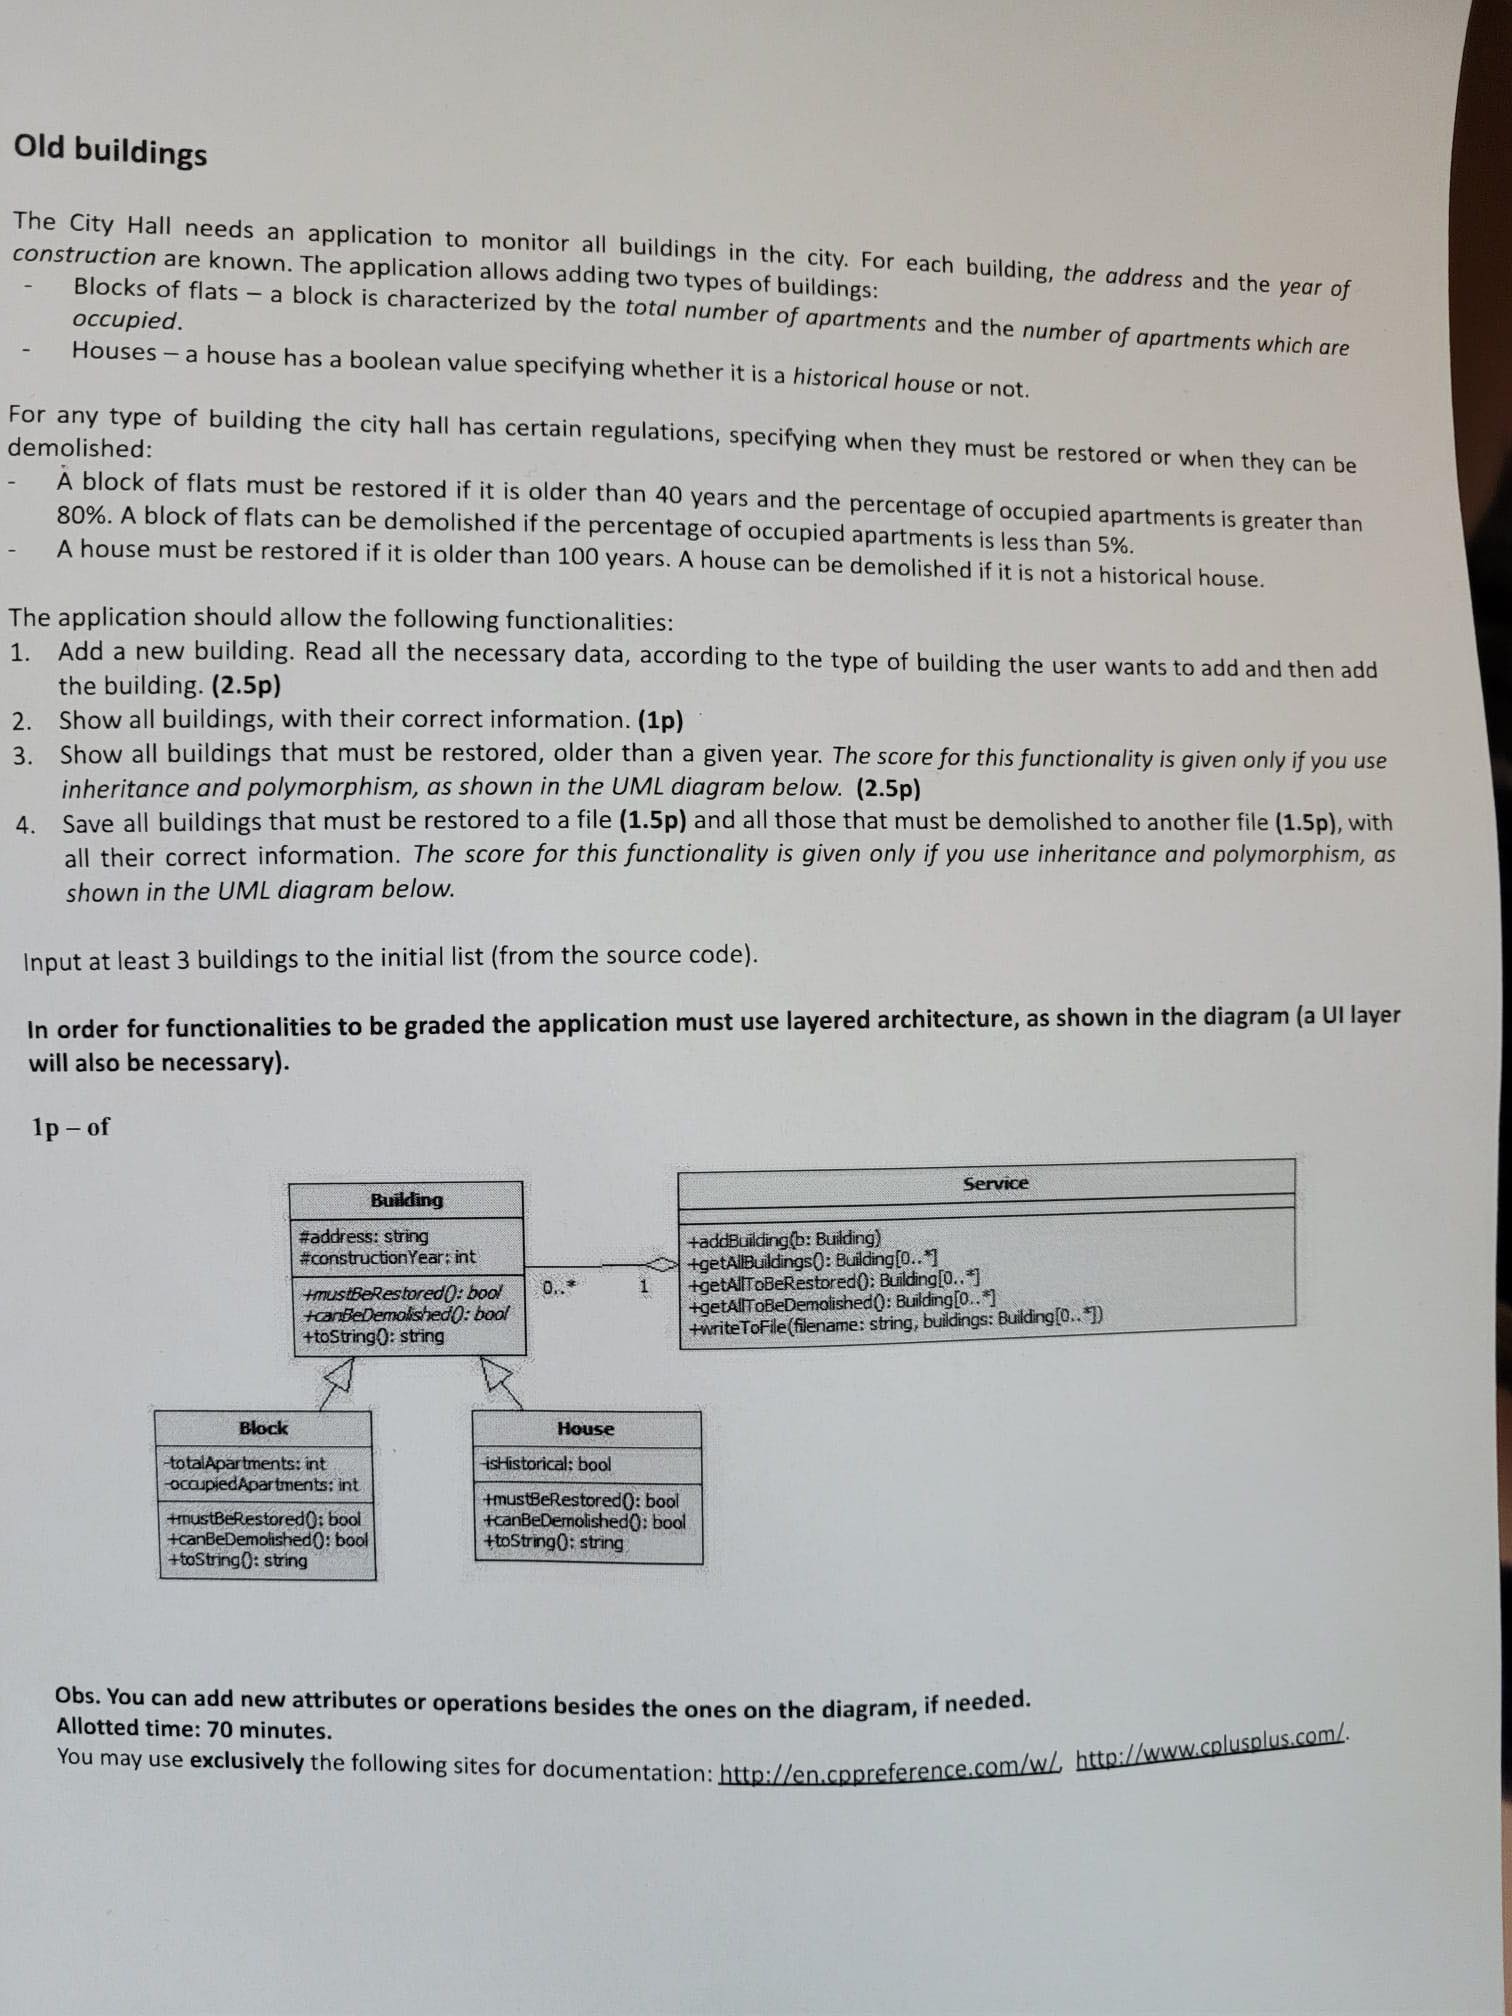 Old buildings
The City Hall needs an application to monitor all buildings in the city. For each building, the address and the year of
construction are known. The application allows adding two types of buildings:
- Blocks of flats – a block is characterized by the total number of apartments and the number of apartments which are
occupied.
- Houses – a house has a boolean value specifying whether it is a historical house or not.
For any type of building the city hall has certain regulations, specifying when they must be restored or when they can be
demolished:
- A block of flats must be restored if it is older than 40 years and the percentage of occupied apartments is greater than
80%. A block of flats can be demolished if the percentage of occupied apartments is less than 5%.
- A house must be restored if it is older than 100 years. A house can be demolished if it is not a historical house.
The application should allow the following functionalities:
1. Add a new building. Read all the necessary data, according to the type of building the user wants to add and then add
the building. (2.5p)
2. Show all buildings, with their correct information. (1p)
3. Show all buildings that must be restored, older than a given year. The score for this functionality is given only if you use
inheritance and polymorphism, as shown in the UML diagram below. (2.5p)
4. Save all buildings that must be restored to a file (1.5p) and all those that must be demolished to another file (1.5p), with
all their correct information. The score for this functionality is given only if you use inheritance and polymorphism, as
shown in the UML diagram below.
Input at least 3 buildings to the initial list (from the source code).
In order for functionalities to be graded the application must use layered architecture, as shown in the diagram (a UI layer
will also be necessary).
1p – of
Building
#address: string
#constructionYear: int
+mustBeRestored(): bool
+canBeDemolished(): bool
+toString(): string
0..*
1
Service
+addBuilding(b: Building)
+getAllBuildings(): Building[0..*]
+getAllToBeRestored(): Building[0..*]
+getAllToBeDemolished(): Building[0..*]
+writeToFile(filename: string, buildings: Building[0..*])
Block
-totalApartments: int
-occupiedApartments: int
+mustBeRestored(): bool
+canBeDemolished(): bool
+toString(): string
House
-isHistorical: bool
+mustBeRestored(): bool
+canBeDemolished(): bool
+toString(): string
Obs. You can add new attributes or operations besides the ones on the diagram, if needed.
Allotted time: 70 minutes.
You may use exclusively the following sites for documentation: http://en.cppreference.com/w/, http://www.cplusplus.com/.